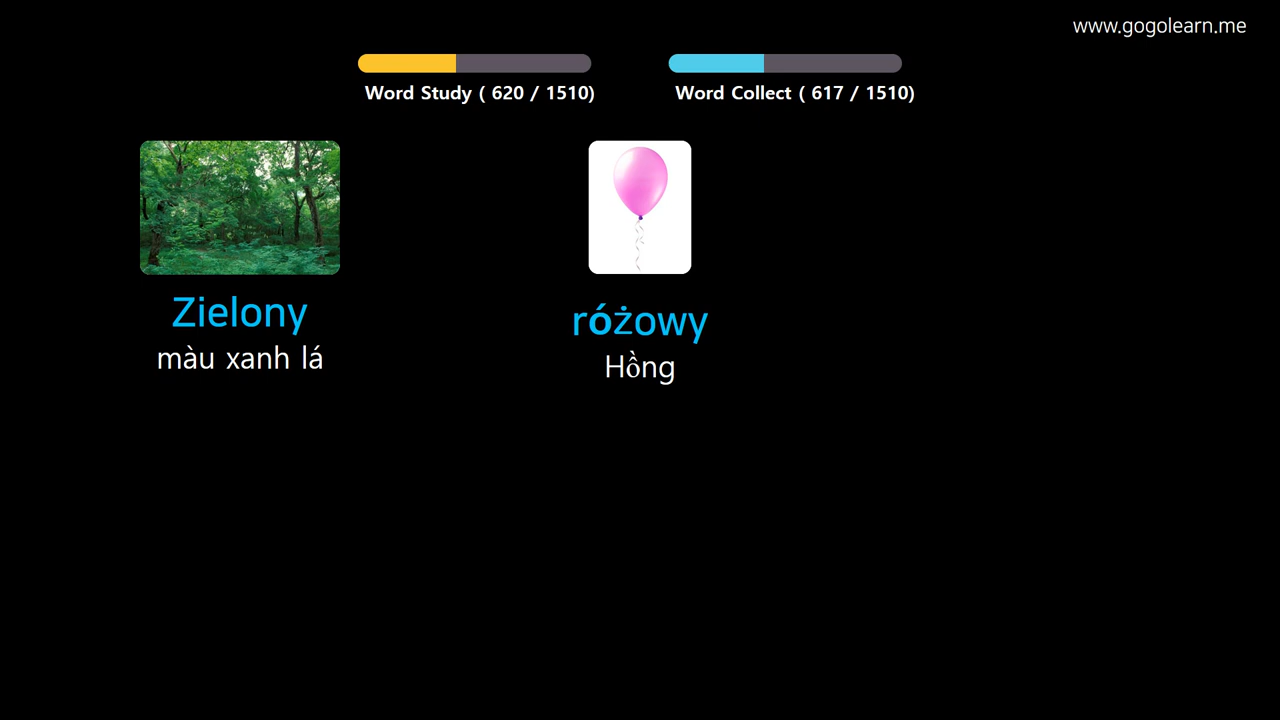 www.gogolearn.me
Word Study ( 620 / 1510)
Word Collect ( 617 / 1510)
Zielony
màu xanh lá
różowy
Hồng